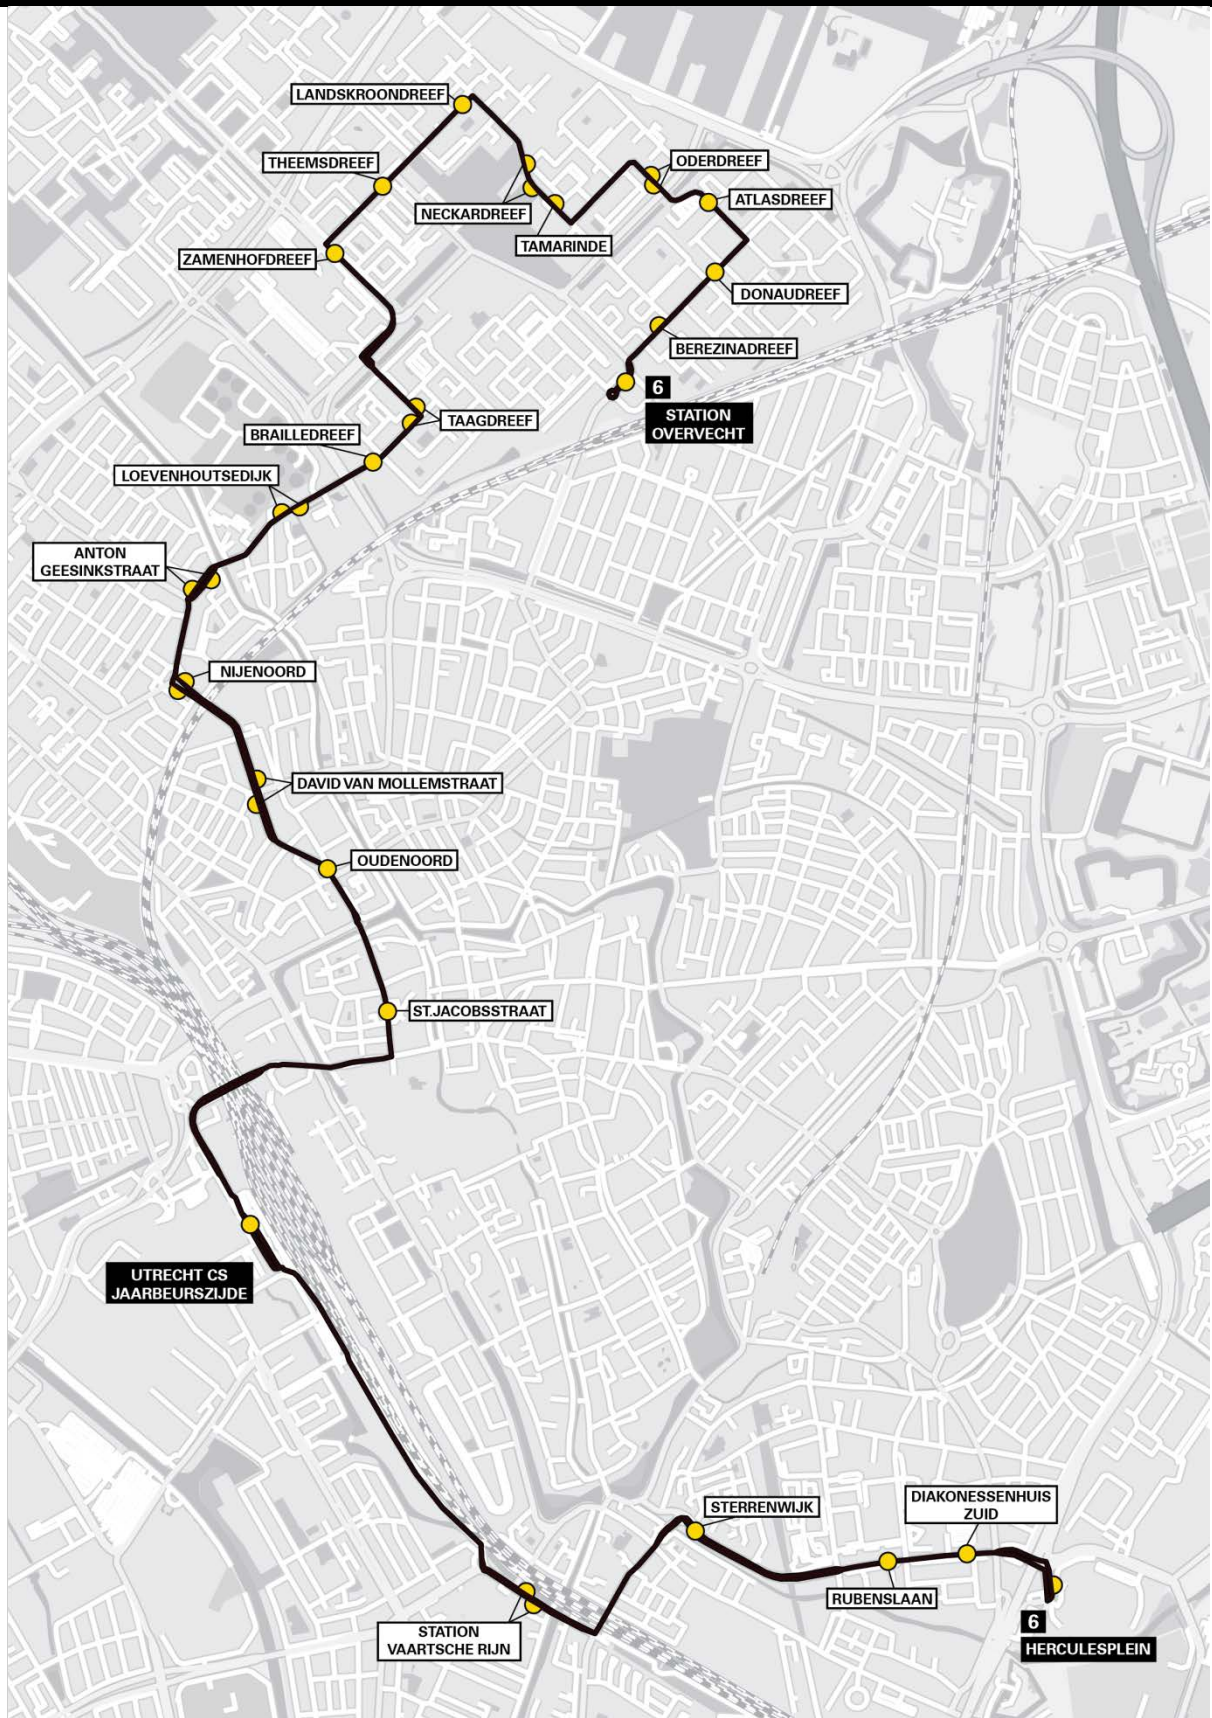 LANDSKROONDREEF
THEEMSDREEF
ODERDREEF
NECKARDREEF
ATLASDREEF
TAMARINDE
ZAMENHOFDREEF
DONAUDREEF
BEREZINADREEF
6
STATION
OVERVECHT
TAAGDREEF
BRAILLEDREEF
LOEVENHOUTSEDIJK
ANTON
GEESINKSTRAAT
NIJENOORD
DAVID VAN MOLLEMSTRAAT
OUDENOORD
ST.JACOBSSTRAAT
UTRECHT CS
JAARBEURSZIJDE
STERRENWIJK
DIAKONESSENHUIS
ZUID
RUBENSLAAN
STATION
VAARTSCHE RIJN
6
HERCULESPLEIN